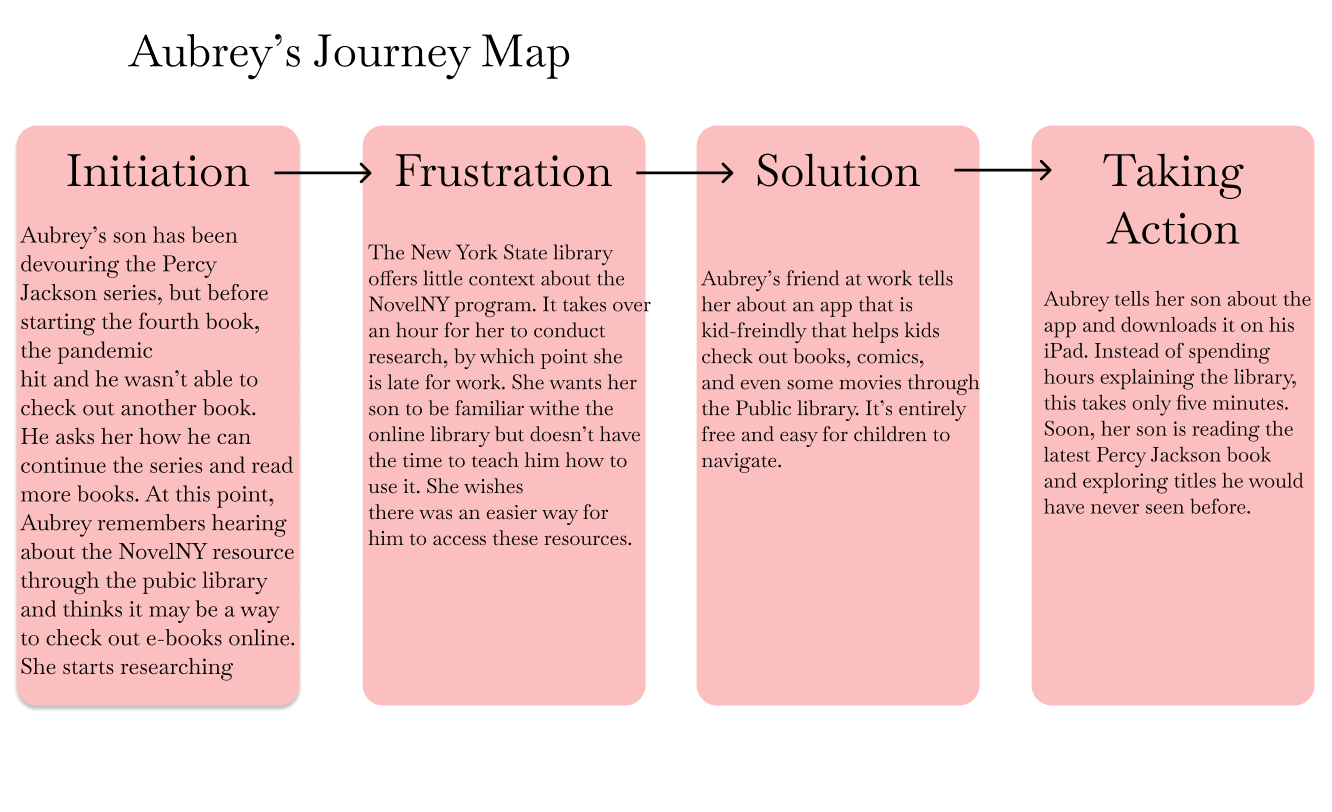 Aubrey’s Journey Map
Initiation
Aubrey’s son has been
devouring the Percy
Jackson series, but before
starting the fourth book,
the pandemic
hit and he wasn’t able to
check out another book.
He asks her how he can
continue the series and read
more books. At this point,
Aubrey remembers hearing
about the NovelNY resource
through the pubic library
and thinks it may be a way
to check out e-books online.
She starts researching
Frustration
The New York State library
offers little context about the
NovelNY program. It takes over
an hour for her to conduct
research, by which point she
is late for work. She wants her
son to be familiar withe the
online library but doesn’t have
the time to teach him how to
use it. She wishes
there was an easier way for
him to access these resources.
Solution
Aubrey’s friend at work tells
her about an app that is
kid-freindly that helps kids
check out books, comics,
and even some movies through
the Public library. It’s entirely
free and easy for children to
navigate.
Taking
Action
Aubrey tells her son about the
app and downloads it on his
iPad. Instead of spending
hours explaining the library,
this takes only five minutes.
Soon, her son is reading the
latest Percy Jackson book
and exploring titles he would
have never seen before.